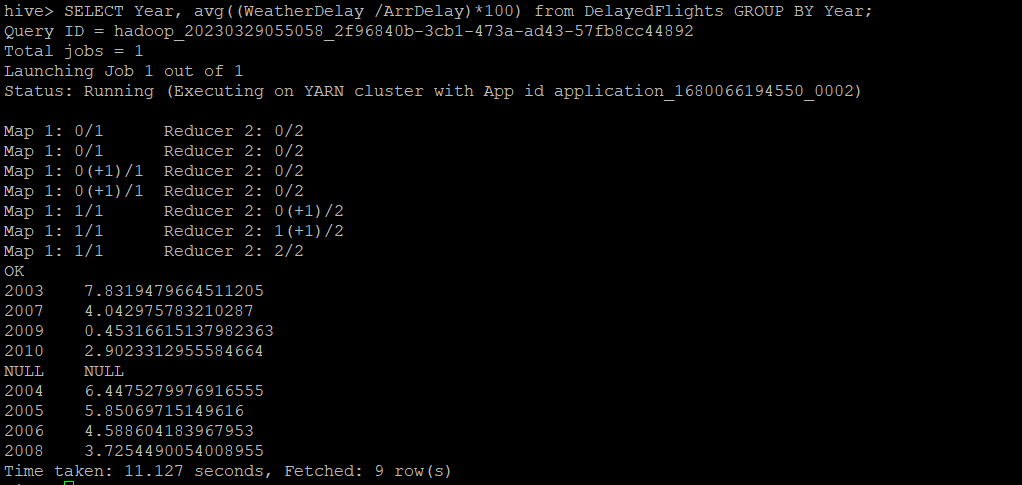 hive> SELECT Year, avg((WeatherDelay /ArrDelay)*100) from DelayedFlights GROUP BY Year;
Query ID = hadoop_20230329055058_2f96840b-3cb1-473a-ad43-57fb8cc44892
Total jobs = 1
Launching Job 1 out of 1
Status: Running (Executing on YARN cluster with App id application_1680066194550_0002)

Map 1: 0/1      Reducer 2: 0/2
Map 1: 0/1      Reducer 2: 0/2
Map 1: 0(+1)/1  Reducer 2: 0/2
Map 1: 0(+1)/1  Reducer 2: 0/2
Map 1: 1/1      Reducer 2: 0(+1)/2
Map 1: 1/1      Reducer 2: 1(+1)/2
Map 1: 1/1      Reducer 2: 2/2
OK
2003    7.8319479664511205
2007    4.042975783210287
2009    0.45316615137982363
2010    2.9023312955584664
NULL    NULL
2004    6.4475279976916555
2005    5.85069715149616
2006    4.588604183967953
2008    3.7254490054008955
Time taken: 11.127 seconds, Fetched: 9 row(s)